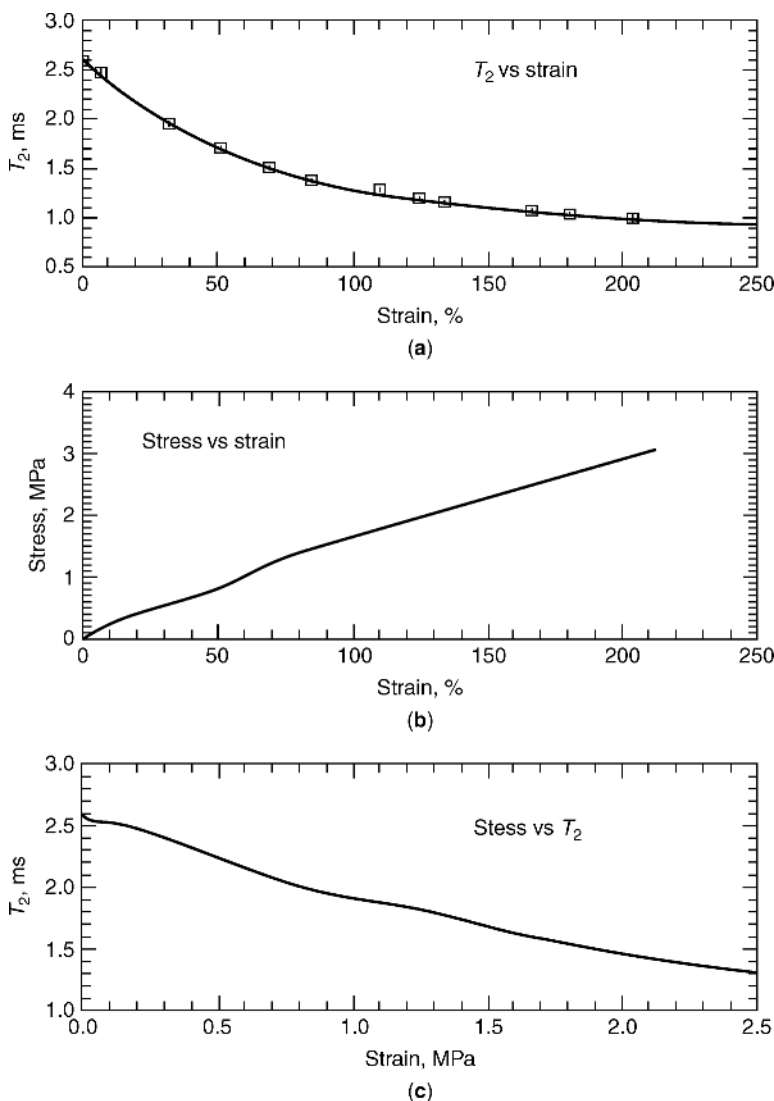 3.0
2.5
2.0
1.5
1.0
0.5
T2, ms
T2 vs strain
0 50 100 150 200 250
Strain, %
(a)
4
3
2
1
0
Stress, MPa
Stress vs strain
0 50 100 150 200 250
Strain, %
(b)
3.0
2.5
2.0
1.5
1.0
T2, ms
Stess vs T2
0.0 0.5 1.0 1.5 2.0 2.5
Strain, MPa
(c)